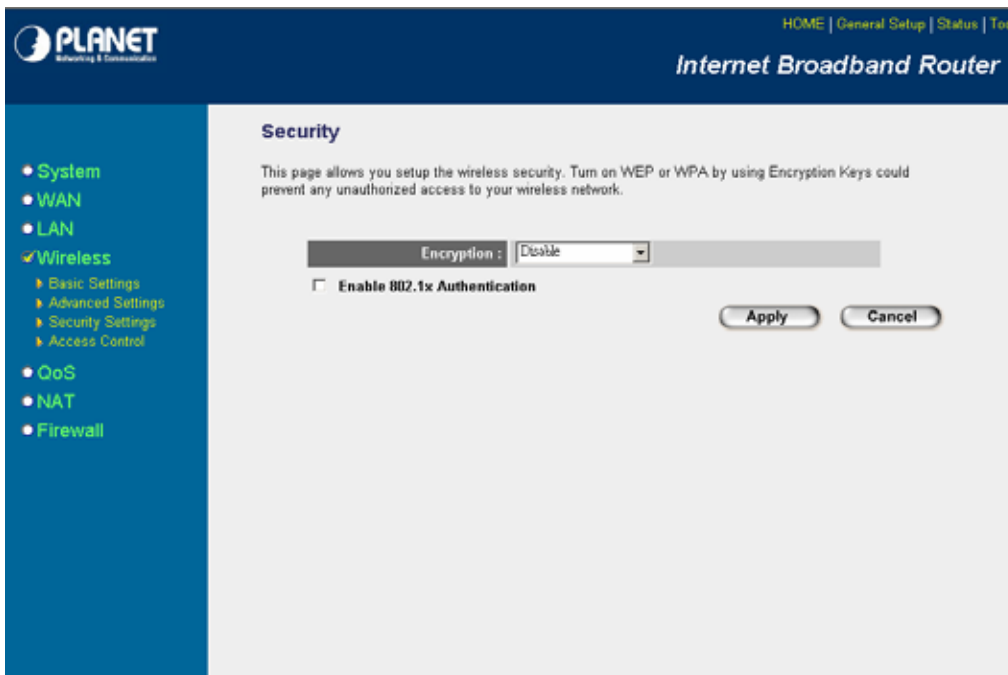 HOME | General Setup | Status |
PLANET
Networking & Communication
Internet Broadband Router
System
WAN
LAN
Wireless
Basic Settings
Advanced Settings
Security Settings
Access Control
QoS
NAT
Firewall
Security
This page allows you setup the wireless security. Turn on WEP or WPA by using Encryption Keys could
prevent any unauthorized access to your wireless network.
Encryption : Disable
Enable 802.1x Authentication
Apply Cancel